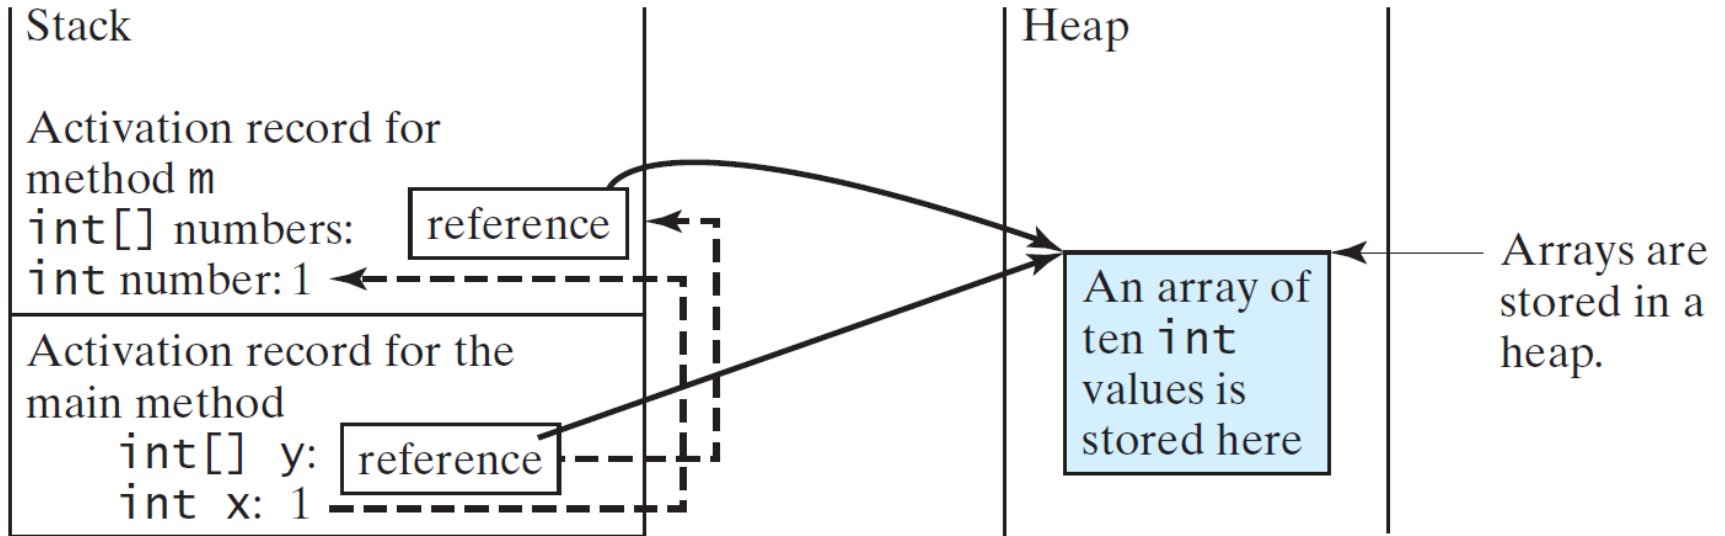 Stack
Activation record for
method m
int[] numbers:
reference
int number: 1
Activation record for the
main method
int[] y:
reference
int x: 1
Heap
An array of
ten int
values is
stored here
Arrays are
stored in a
heap.